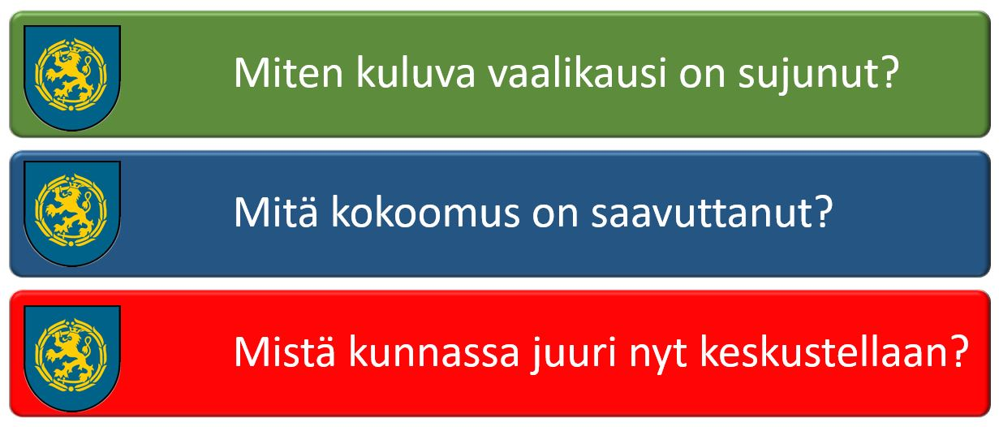 Miten kuluva vaalikausi on sujunut?
Mitä kokoomus on saavuttanut?
Mistä kunnassa juuri nyt keskustellaan?